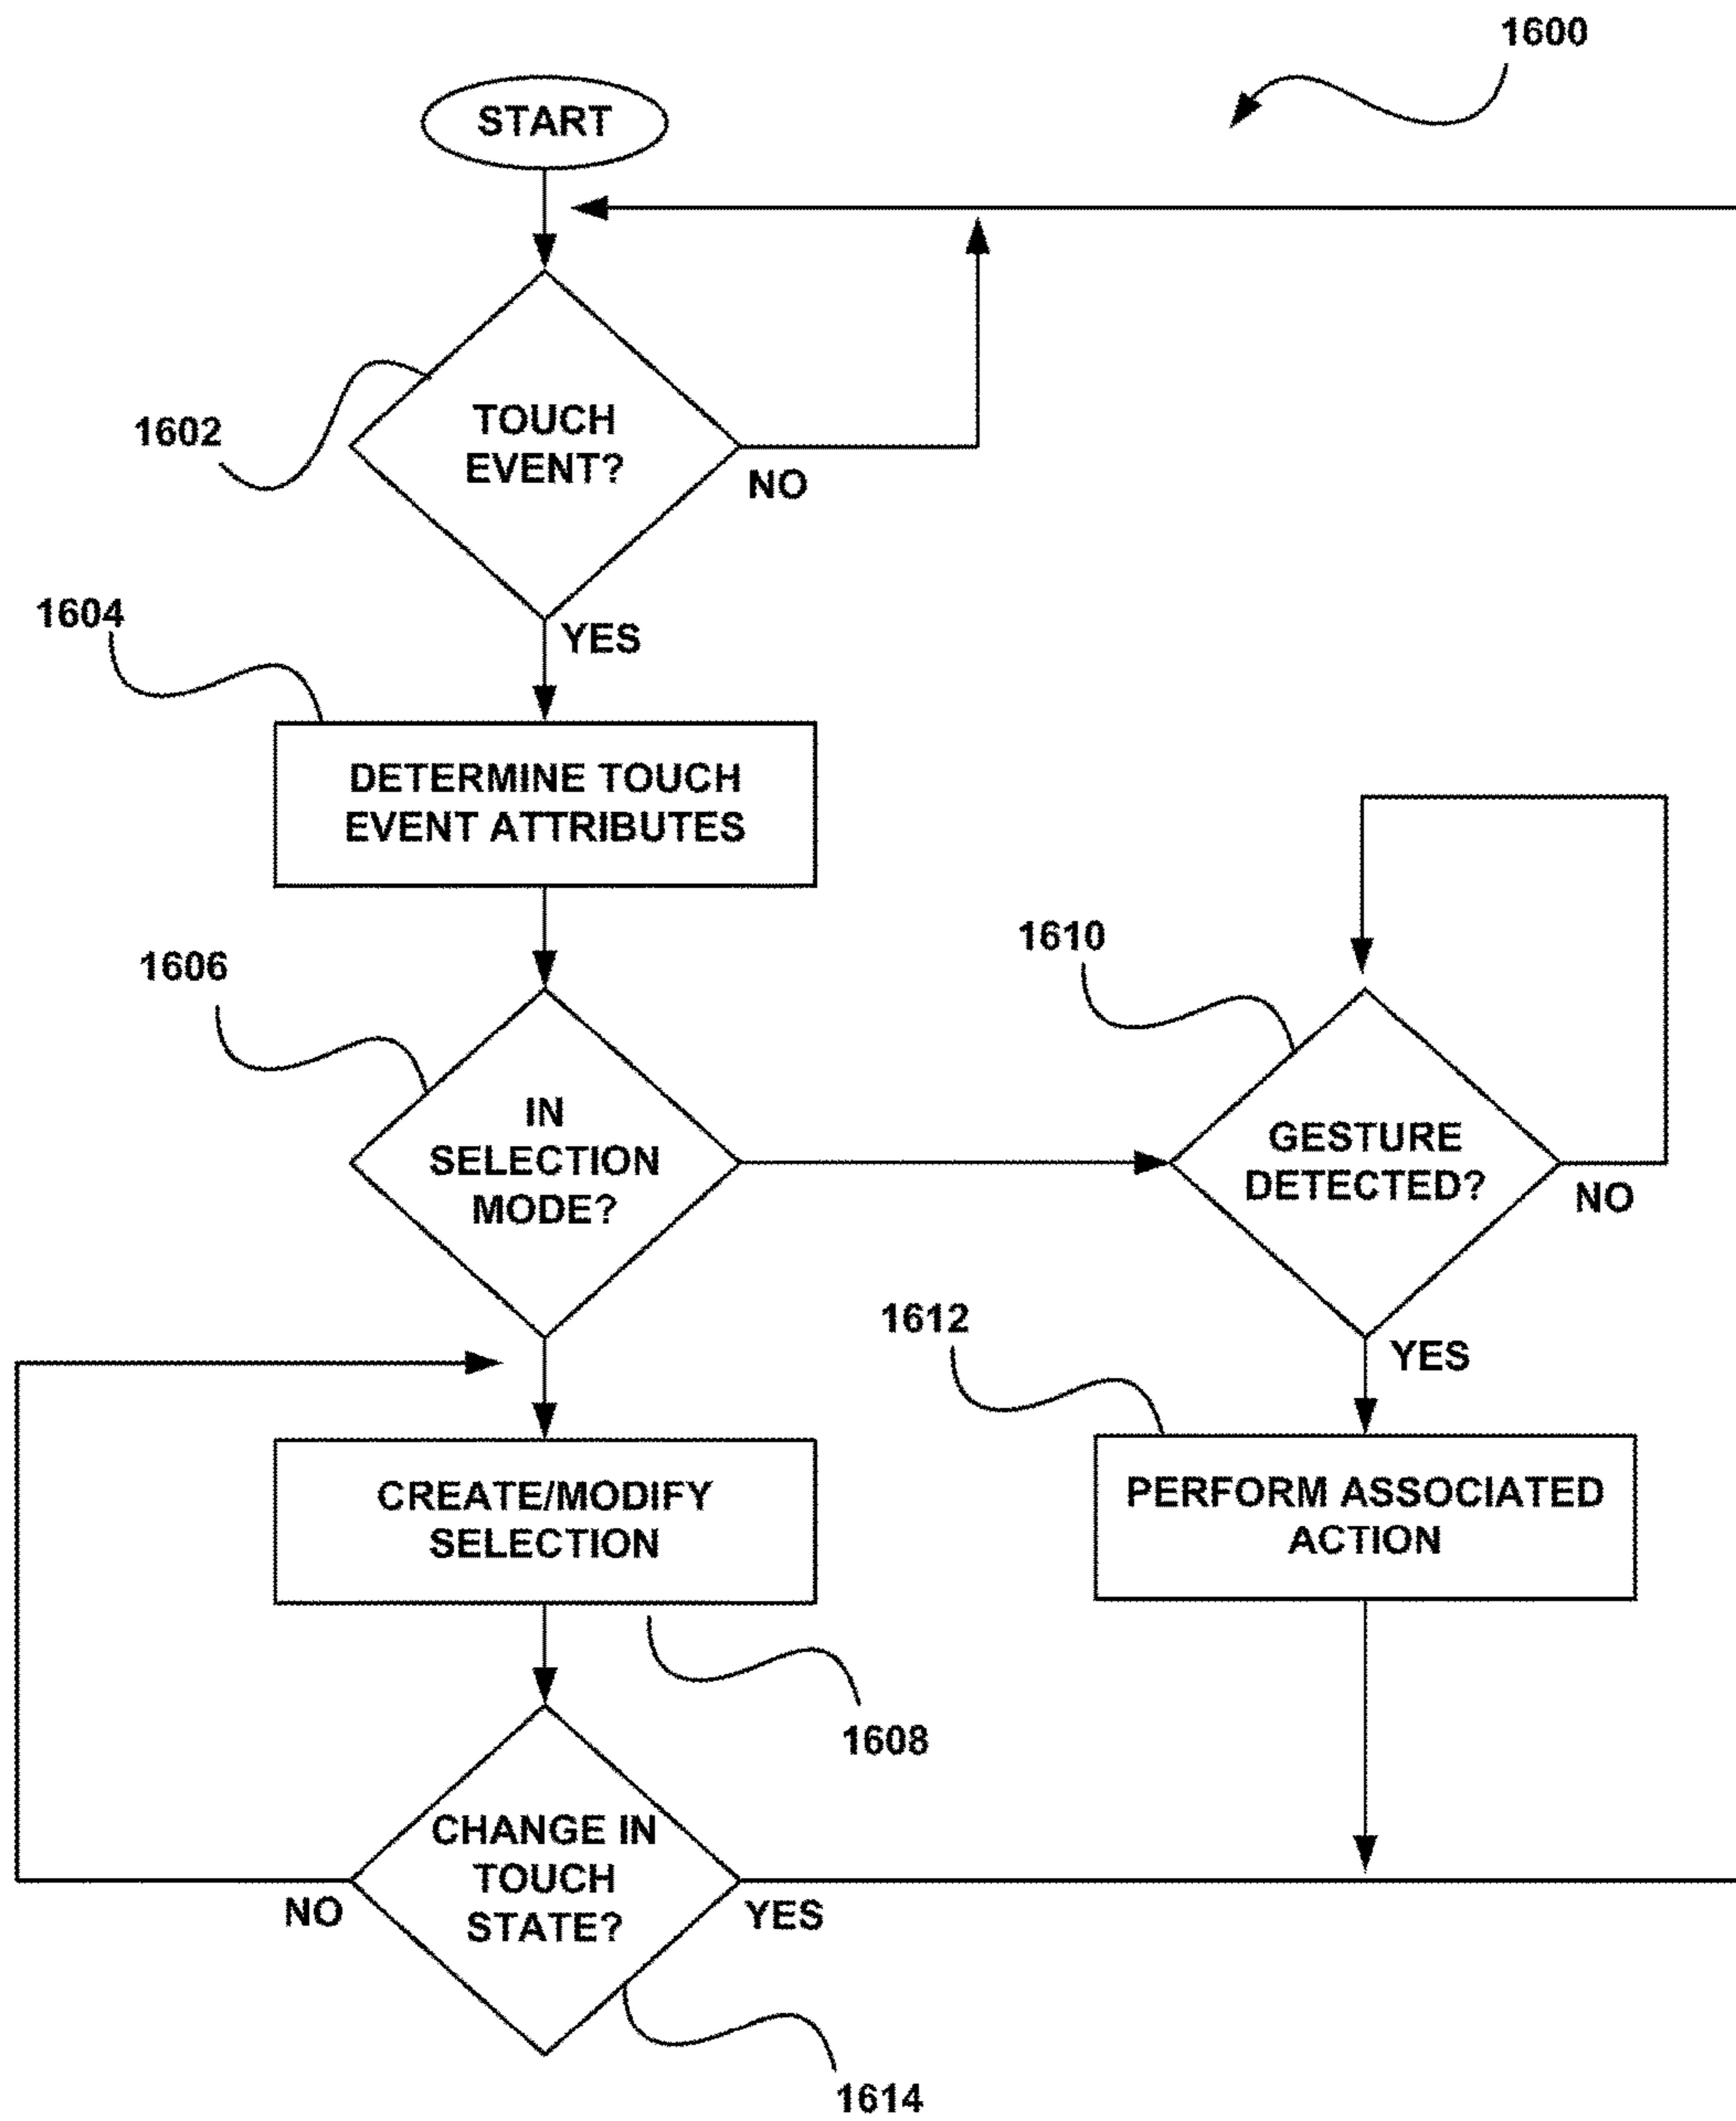 1600
START
1602
TOUCH
EVENT?
NO
YES
1604
DETERMINE TOUCH
EVENT ATTRIBUTES
1606
IN
SELECTION
MODE?
1610
GESTURE
DETECTED?
NO
YES
1612
PERFORM ASSOCIATED
ACTION
CREATE/MODIFY
SELECTION
1608
CHANGE IN
TOUCH
STATE?
NO
YES
1614